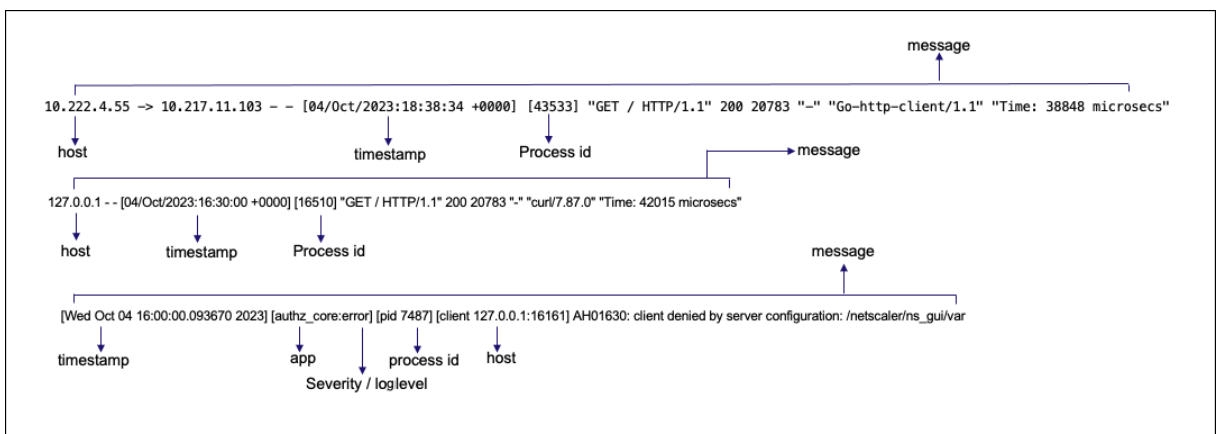 message
10.222.4.55 -> 10.217.11.103 - - [04/Oct/2023:18:38:34 +0000] [43533] "GET / HTTP/1.1" 200 20783 "-" "Go-http-client/1.1" "Time: 38848 microsecs"
host timestamp Process id
message
127.0.0.1 - - [04/Oct/2023:16:30:00 +0000] [16510] "GET / HTTP/1.1" 200 20783 "-" "curl/7.87.0" "Time: 42015 microsecs"
host timestamp Process id
message
[Wed Oct 04 16:00:00.093670 2023] [authz_core:error] [pid 7487] [client 127.0.0.1:16161] AH01630: client denied by server configuration: /netscaler/ns_gui/var
timestamp app process id host
Severity / loglevel